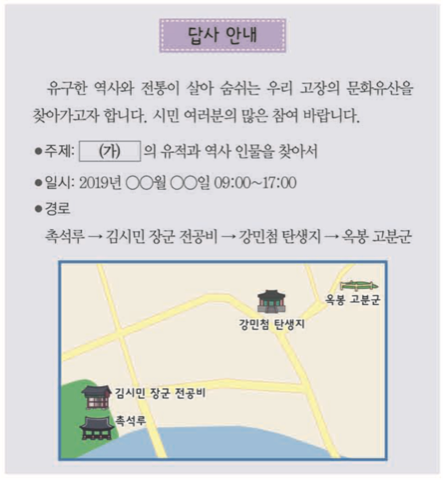 답사 안내
유구한 역사와 전통이 살아 숨쉬는 우리 고장의 문화유산을
찾아가고자 합니다. 시민 여러분의 많은 참여 바랍니다.
●주제: (가) 의 유적과 역사 인물을 찾아서
●일시: 2019년 ○○월 ○○일 09:00~17:00
●경로
촉석루 → 김시민 장군 전공비 → 강민첨 탄생지 → 옥봉 고분군
옥봉 고분군
강민첨 탄생지
김시민 장군 전공비
촉석루